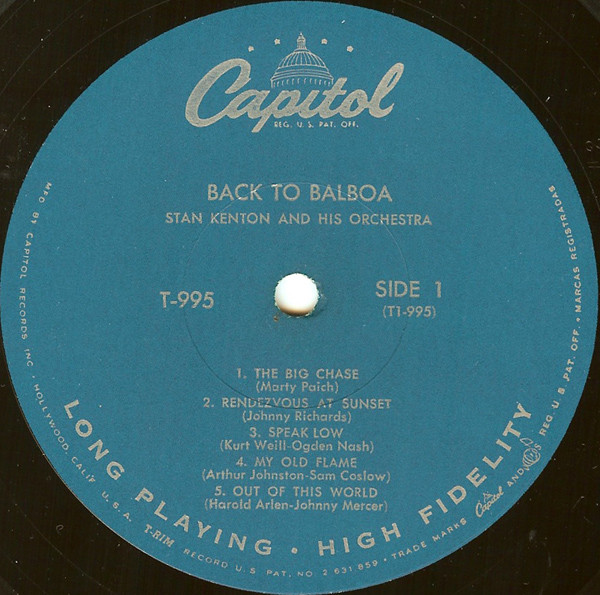 Capitol
REG. U. S. PAT. OFF.
BACK TO BALBOA
STAN KENTON AND HIS ORCHESTRA
T-995
SIDE 1
(T1-995)
1. THE BIG CHASE
(Marty Paich)
2. RENDEZVOUS AT SUNSET
(Johnny Richards)
3. SPEAK LOW
(Kurt Weill-Ogden Nash)
4. MY OLD FLAME
(Arthur Johnston-Sam Coslow)
5. OUT OF THIS WORLD
(Harold Arlen-Johnny Mercer)
LONG PLAYING • HIGH FIDELITY
MFD BY CAPITOL RECORDS INC. • HOLLYWOOD, CALIF U. S. A. T-RIM RECORD U.S PAT, NO 2 631 859 • TRADE MARKS Capitol AND REG. U.S. PAT. OFF. • MARCAS REGISTRADAS